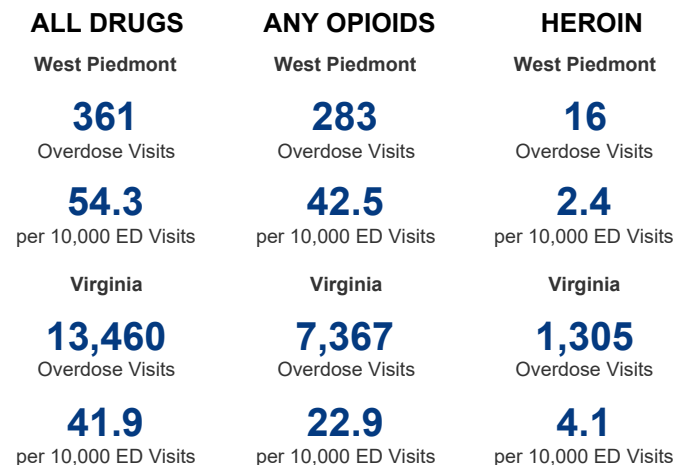 ALL DRUGS
West Piedmont
361
Overdose Visits
54.3
per 10,000 ED Visits
Virginia
13,460
Overdose Visits
41.9
per 10,000 ED Visits
ANY OPIOIDS
West Piedmont
283
Overdose Visits
42.5
per 10,000 ED Visits
Virginia
7,367
Overdose Visits
22.9
per 10,000 ED Visits
HEROIN
West Piedmont
16
Overdose Visits
2.4
per 10,000 ED Visits
Virginia
1,305
Overdose Visits
4.1
per 10,000 ED Visits